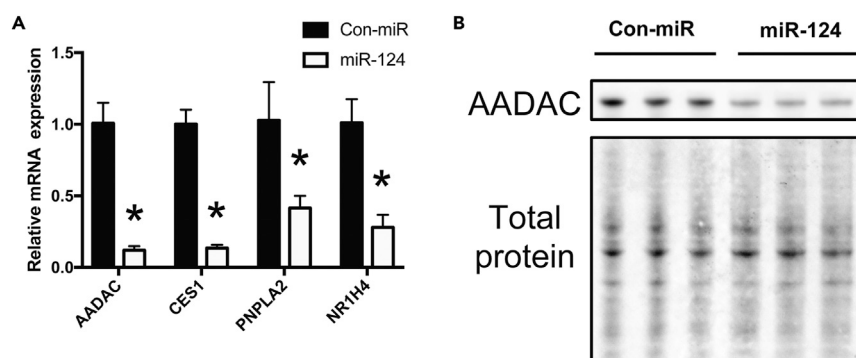 A
Con-miR
miR-124
Relative mRNA expression
1.5
1.0
0.5
0.0
*
*
*
*
AADAC
CES1
PNPLA2
NR1H4
B
Con-miR
miR-124
AADAC
Total
protein